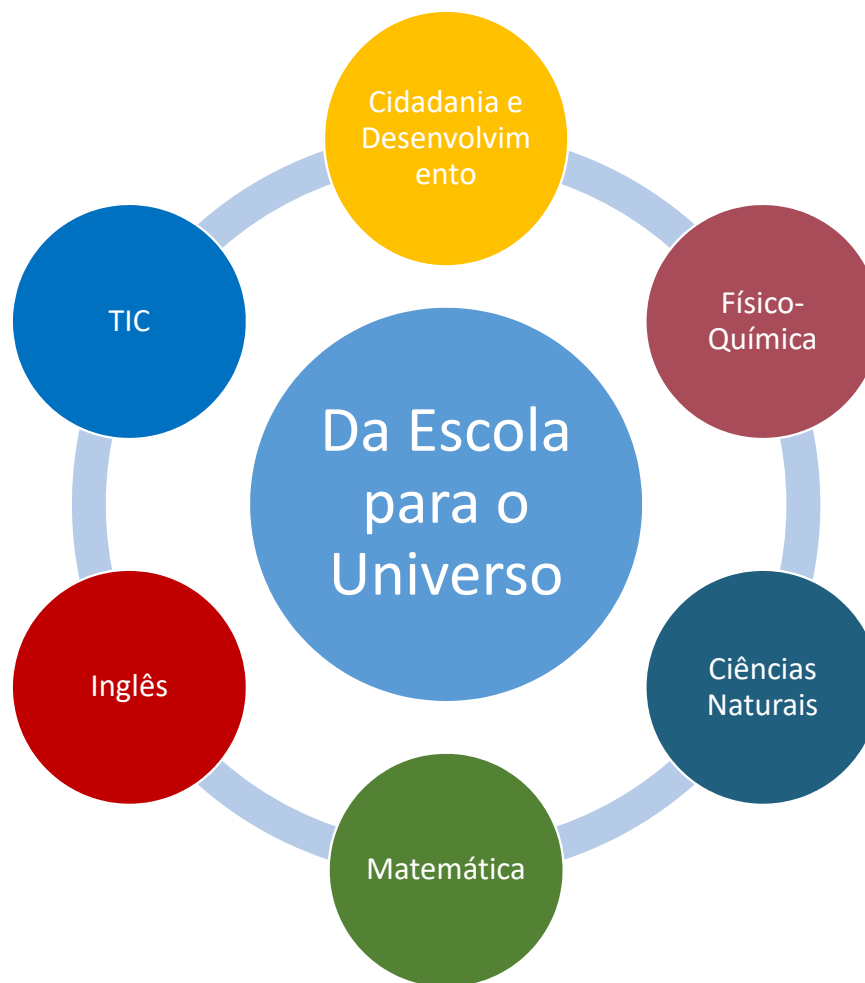 Cidadania e
Desenvolvim
ento
Físico-
Química
TIC
Da Escola
para o
Universo
Ciências
Naturais
Inglês
Matemática